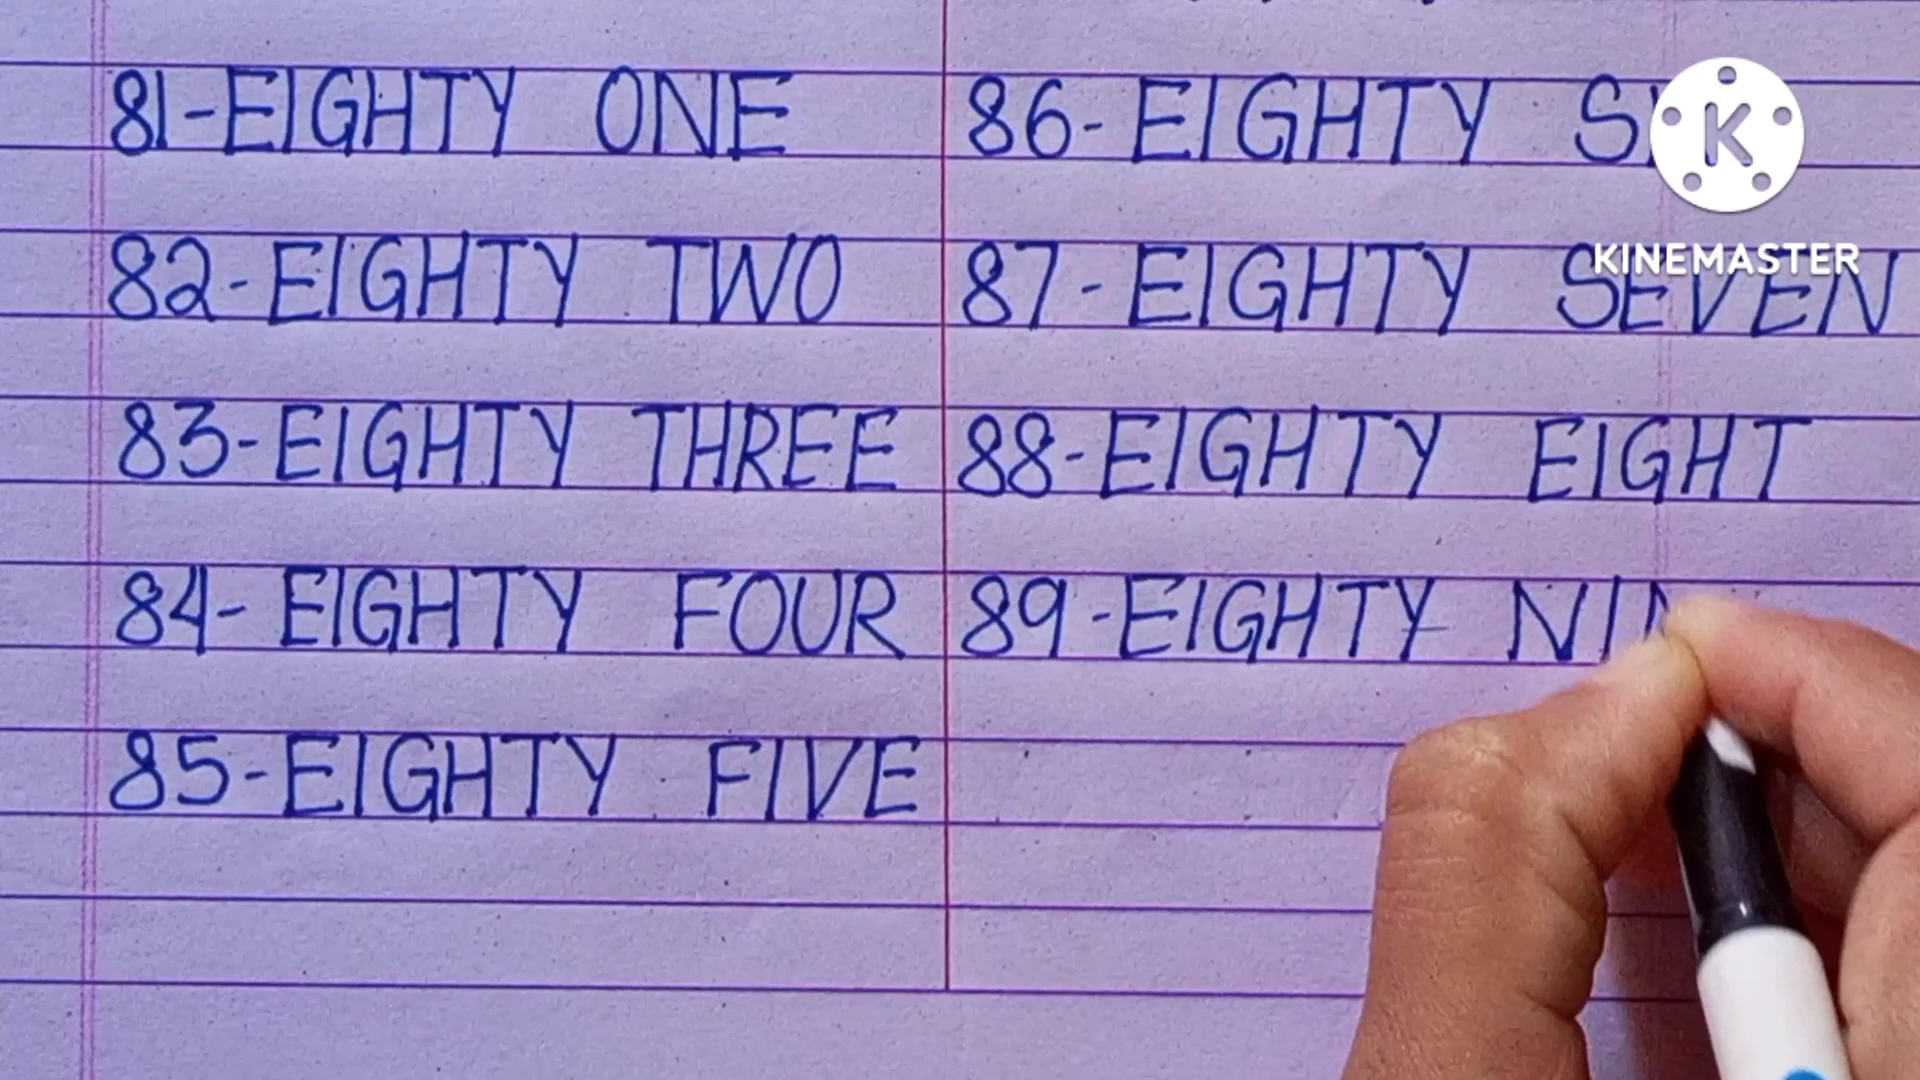 81-EIGHTY ONE
82-EIGHTY TWO
83-EIGHTY THREE
84-EIGHTY FOUR
85-EIGHTY FIVE
86-EIGHTY
87-EIGHTY SEVEN
88-EIGHTY EIGHT
89-EIGHTY
K
KINEMASTER